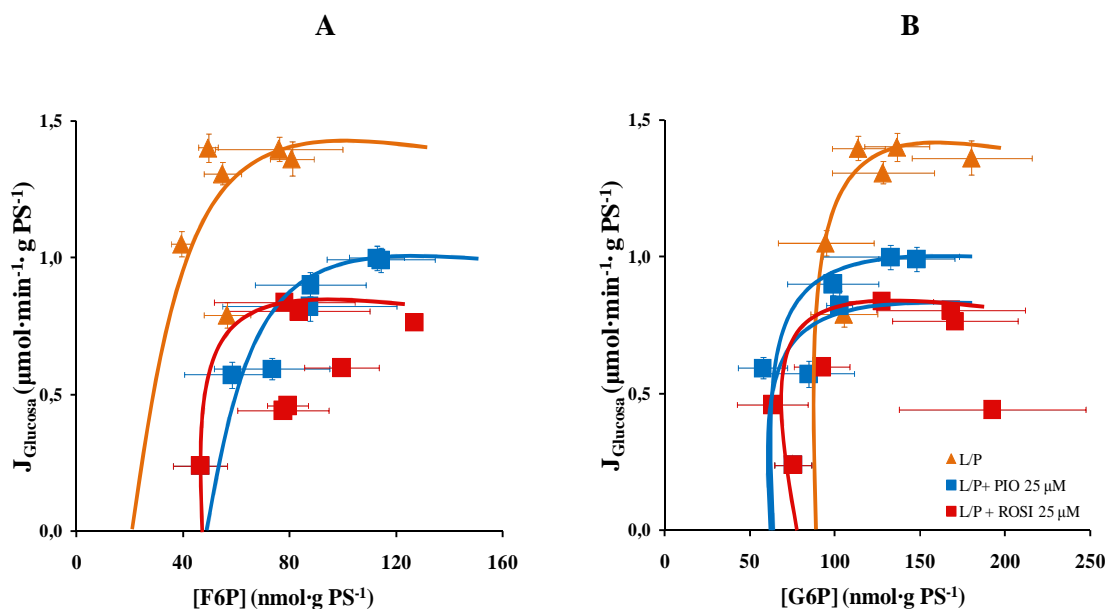 A
B
J Glucosa (µmol·min-1· g PS-1)
1,5
1,0
0,5
0,0
0
40
80
120
160
[F6P] (nmol·g PS-1)
J Glucosa (µmol·min-1· g PS-1)
1,5
1,0
0,5
0,0
L/P
L/P+ PIO 25 µM
L/P + ROSI 25 µM
0
50
100
150
200
250
[G6P] (nmol·g PS-1)